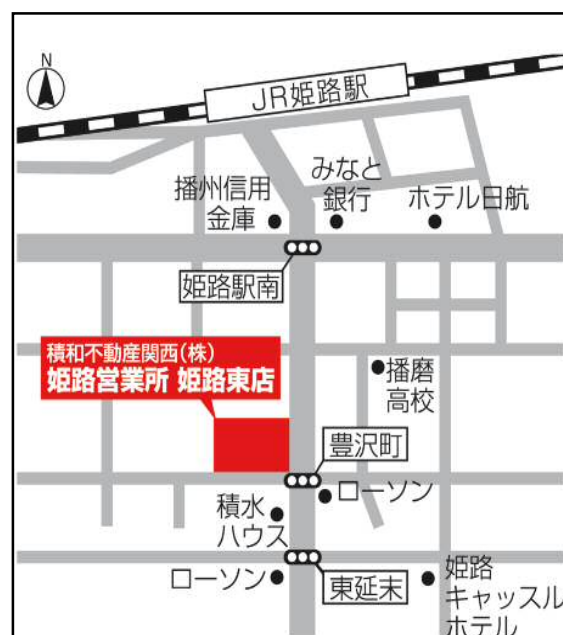 N
JR姫路駅
播州信用
金庫
みなと
銀行
ホテル日航
姫路駅南
積和不動産関西(株)
姫路営業所 姫路東店
播磨
高校
豊沢町
ローソン
積水
ハウス
ローソン
東延末
姫路
キャッスル
ホテル